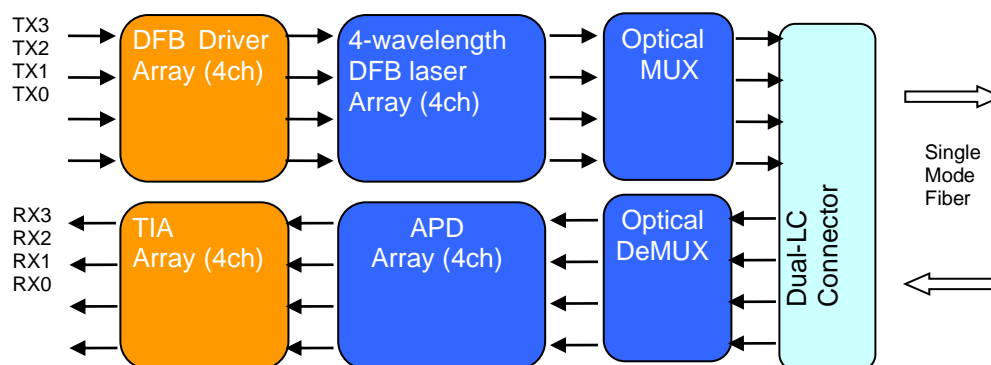 TX3
TX2
TX1
TX0
DFB Driver
Array (4ch)
4-wavelength
DFB laser
Array (4ch)
Optical
MUX
Single
Mode
Fiber
RX3
RX2
RX1
RX0
TIA
Array (4ch)
APD
Array (4ch)
Optical
DeMUX
Dual-LC
Connector